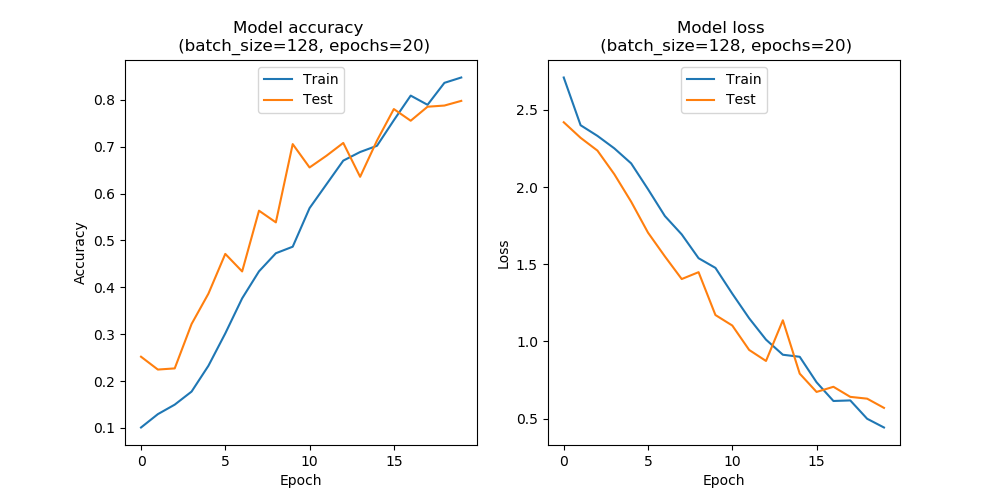 Model accuracy
(batch_size=128, epochs=20)
Train
Test
0.8
0.7
0.6
0.5
0.4
0.3
0.2
0.1
Accuracy
0
5
10
15
Epoch
Model loss
(batch_size=128, epochs=20)
Train
Test
2.5
2.0
1.5
1.0
0.5
Loss
0
5
10
15
Epoch